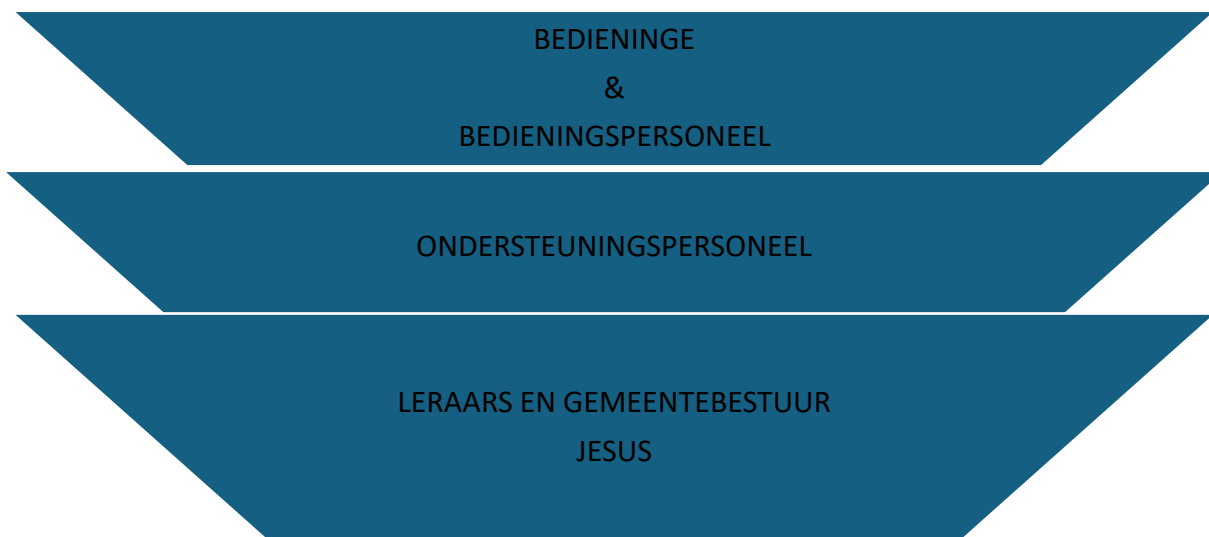 BEDIENINGE
&
BEDIENINGSPERSONEEL
ONDERSTEUNINGSPERSONEEL
LERAARS EN GEMEENTEBESTUUR
JESUS